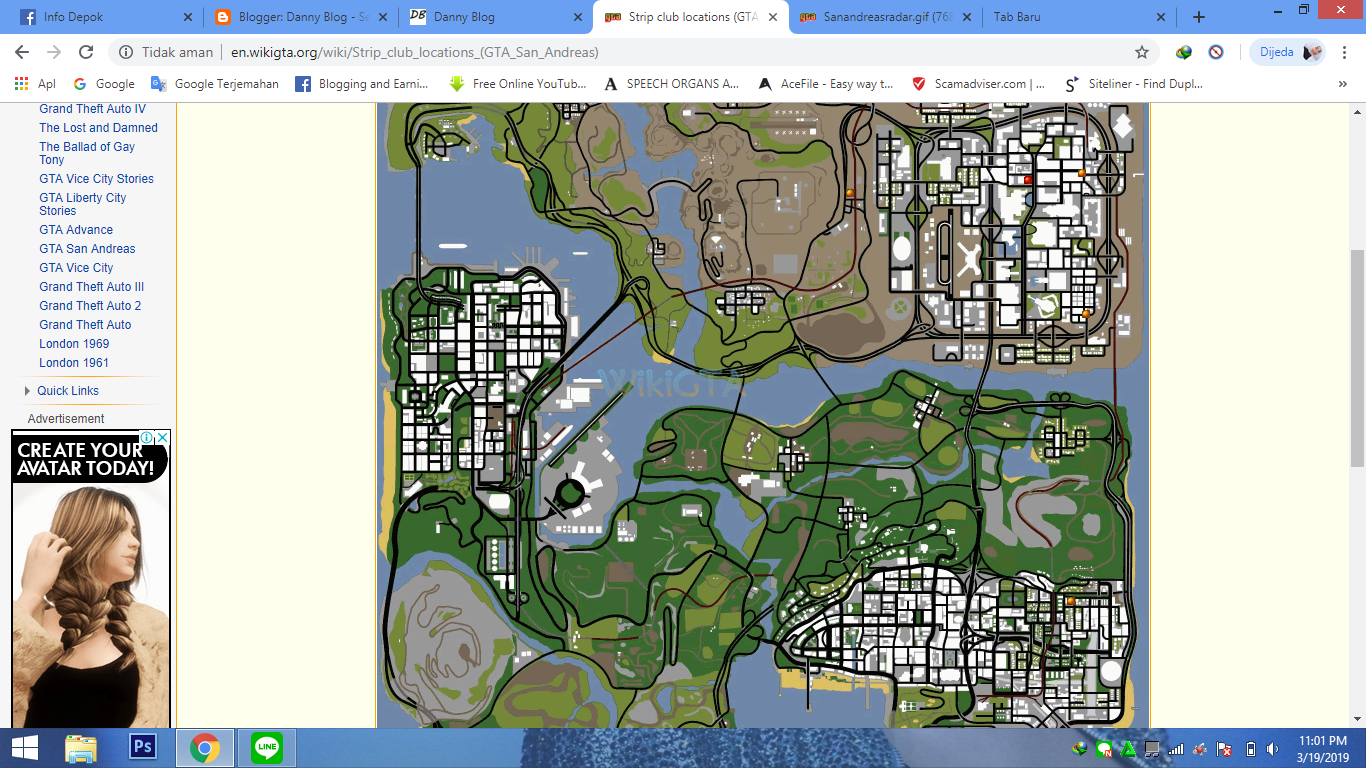 Info Depok
Blogger: Danny Blog - Se
Danny Blog
Strip club locations (GTA
Sanandreasradar.gif (768
Tab Baru
Tidak aman
en.wikigta.org/wiki/Strip_club_locations_(GTA_San_Andreas)
Dijeda
Apl
Google
Google Terjemahan
Blogging and Earni...
Free Online YouTub...
SPEECH ORGANS A...
AceFile - Easy way t...
Scamadviser.com | ...
Siteliner - Find Dupl...
»
Grand Theft Auto IV
The Lost and Damned
The Ballad of Gay
Tony
GTA Vice City Stories
GTA Liberty City
Stories
GTA Advance
GTA San Andreas
GTA Vice City
Grand Theft Auto III
Grand Theft Auto 2
Grand Theft Auto
London 1969
London 1961
Quick Links
Advertisement
CREATE YOUR
AVATAR TODAY!
WikiGTA
Ps
LINE
11:01 PM
3/19/2019